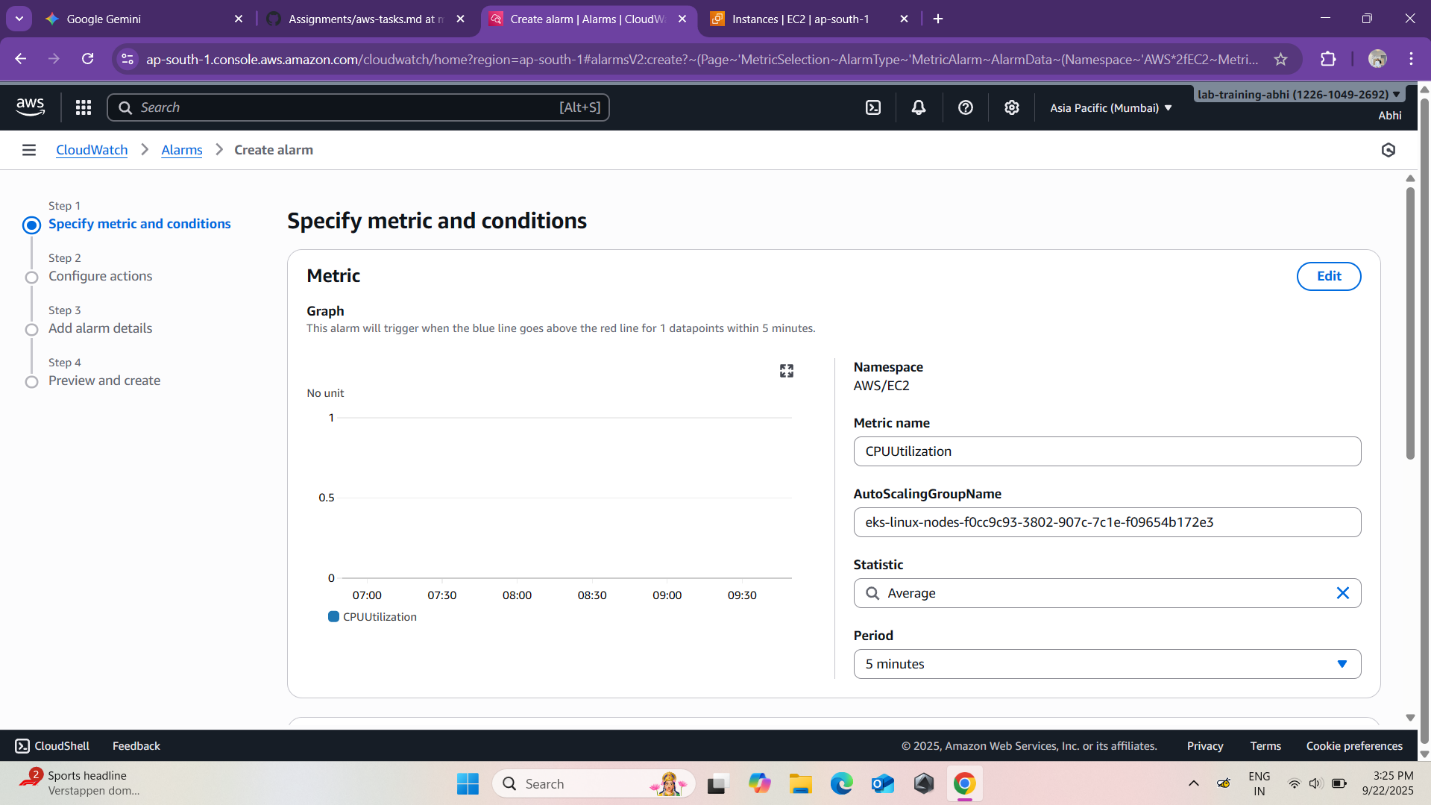 Google Gemini
Assignments/aws-tasks.md at m
Create alarm | Alarms | CloudWa
Instances | EC2 | ap-south-1
ap-south-1.console.aws.amazon.com/cloudwatch/home?region=ap-south-1#alarmsV2:create?~(Page~'MetricSelection~AlarmType~'MetricAlarm~AlarmData~(Namespace~'AWS*2fEC2~Metri...
aws
Search
[Alt+S]
Asia Pacific (Mumbai)
lab-training-abhi (1226-1049-2692)
Abhi
CloudWatch
Alarms
Create alarm
Step 1
Specify metric and conditions
Step 2
Configure actions
Step 3
Add alarm details
Step 4
Preview and create
Specify metric and conditions
Metric
Edit
Graph
This alarm will trigger when the blue line goes above the red line for 1 datapoints within 5 minutes.
No unit
1
0.5
0
07:00 07:30 08:00 08:30 09:00 09:30
CPUUtilization
Namespace
AWS/EC2
Metric name
CPUUtilization
AutoScalingGroupName
eks-linux-nodes-f0cc9c93-3802-907c-7c1e-f09654b172e3
Statistic
Average
Period
5 minutes
CloudShell
Feedback
© 2025, Amazon Web Services, Inc. or its affiliates.
Privacy
Terms
Cookie preferences
2
Sports headline
Verstappen dom...
Search
ENG
IN
3:25 PM
9/22/2025